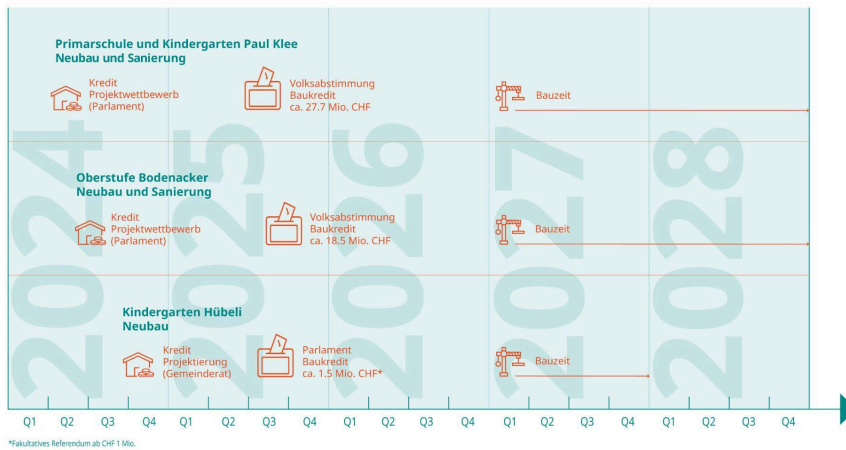 Primarschule und Kindergarten Paul Klee
Neubau und Sanierung
Kredit
Projektwettbewerb
(Parlament)
Volksabstimmung
Baukredit
ca. 27.7 Mio. CHF
Bauzeit
Oberstufe Bodenacker
Neubau und Sanierung
Kredit
Projektwettbewerb
(Parlament)
Volksabstimmung
Baukredit
ca. 18.5 Mio. CHF
Bauzeit
Kindergarten Hübeli
Neubau
Kredit
Projektierung
(Gemeinderat)
Parlament
Baukredit
ca. 1.5 Mio. CHF*
Bauzeit
2024
2025
2026
2027
2028
Q1 Q2 Q3 Q4 Q1 Q2 Q3 Q4 Q1 Q2 Q3 Q4 Q1 Q2 Q3 Q4 Q1 Q2 Q3 Q4
*Fakultatives Referendum ab CHF 1 Mio.